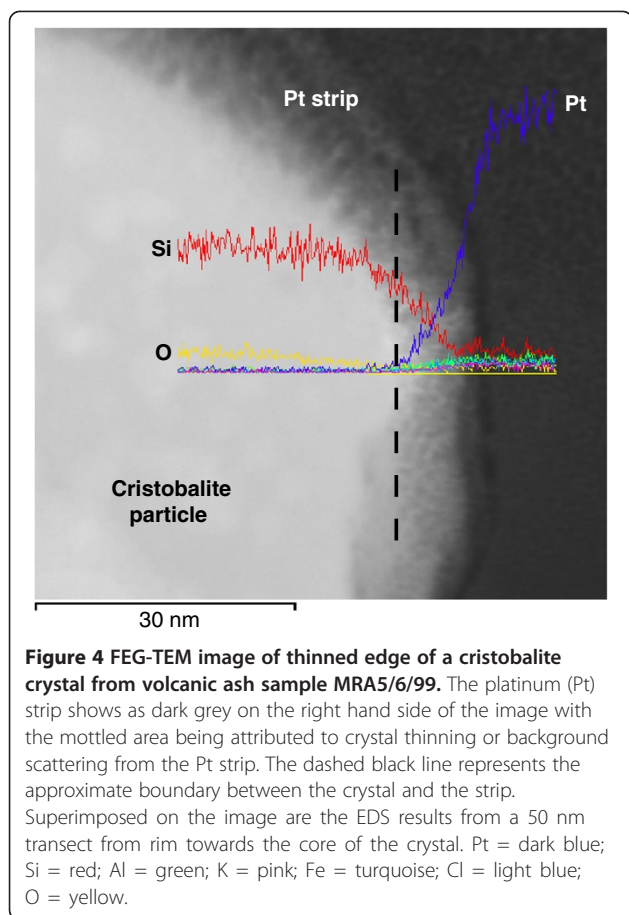 Pt strip
Pt
Si
O
Cristobalite
particle
30 nm
Figure 4 FEG-TEM image of thinned edge of a cristobalite
crystal from volcanic ash sample MRA5/6/99. The platinum (Pt)
strip shows as dark grey on the right hand side of the image with
the mottled area being attributed to crystal thinning or background
scattering from the Pt strip. The dashed black line represents the
approximate boundary between the crystal and the strip.
Superimposed on the image are the EDS results from a 50 nm
transect from rim towards the core of the crystal. Pt = dark blue;
Si = red; Al = green; K = pink; Fe = turquoise; Cl = light blue;
O = yellow.